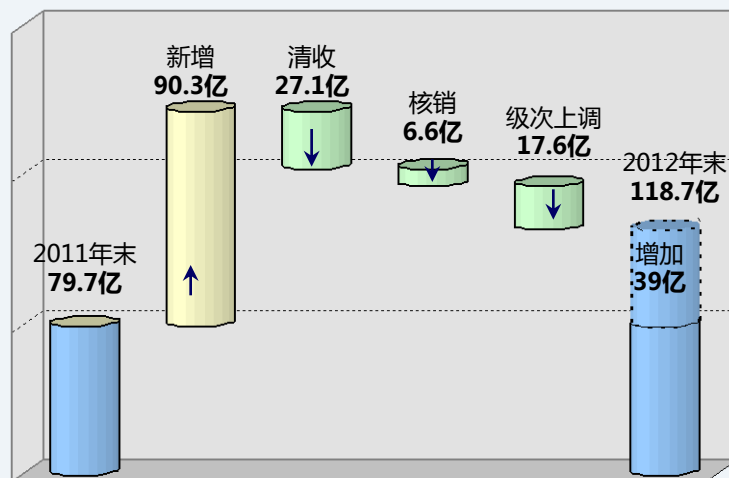 新增
90.3亿
清收
27.1亿
核销
6.6亿
级次上调
17.6亿
2012年末
118.7亿
2011年末
79.7亿
增加
39亿